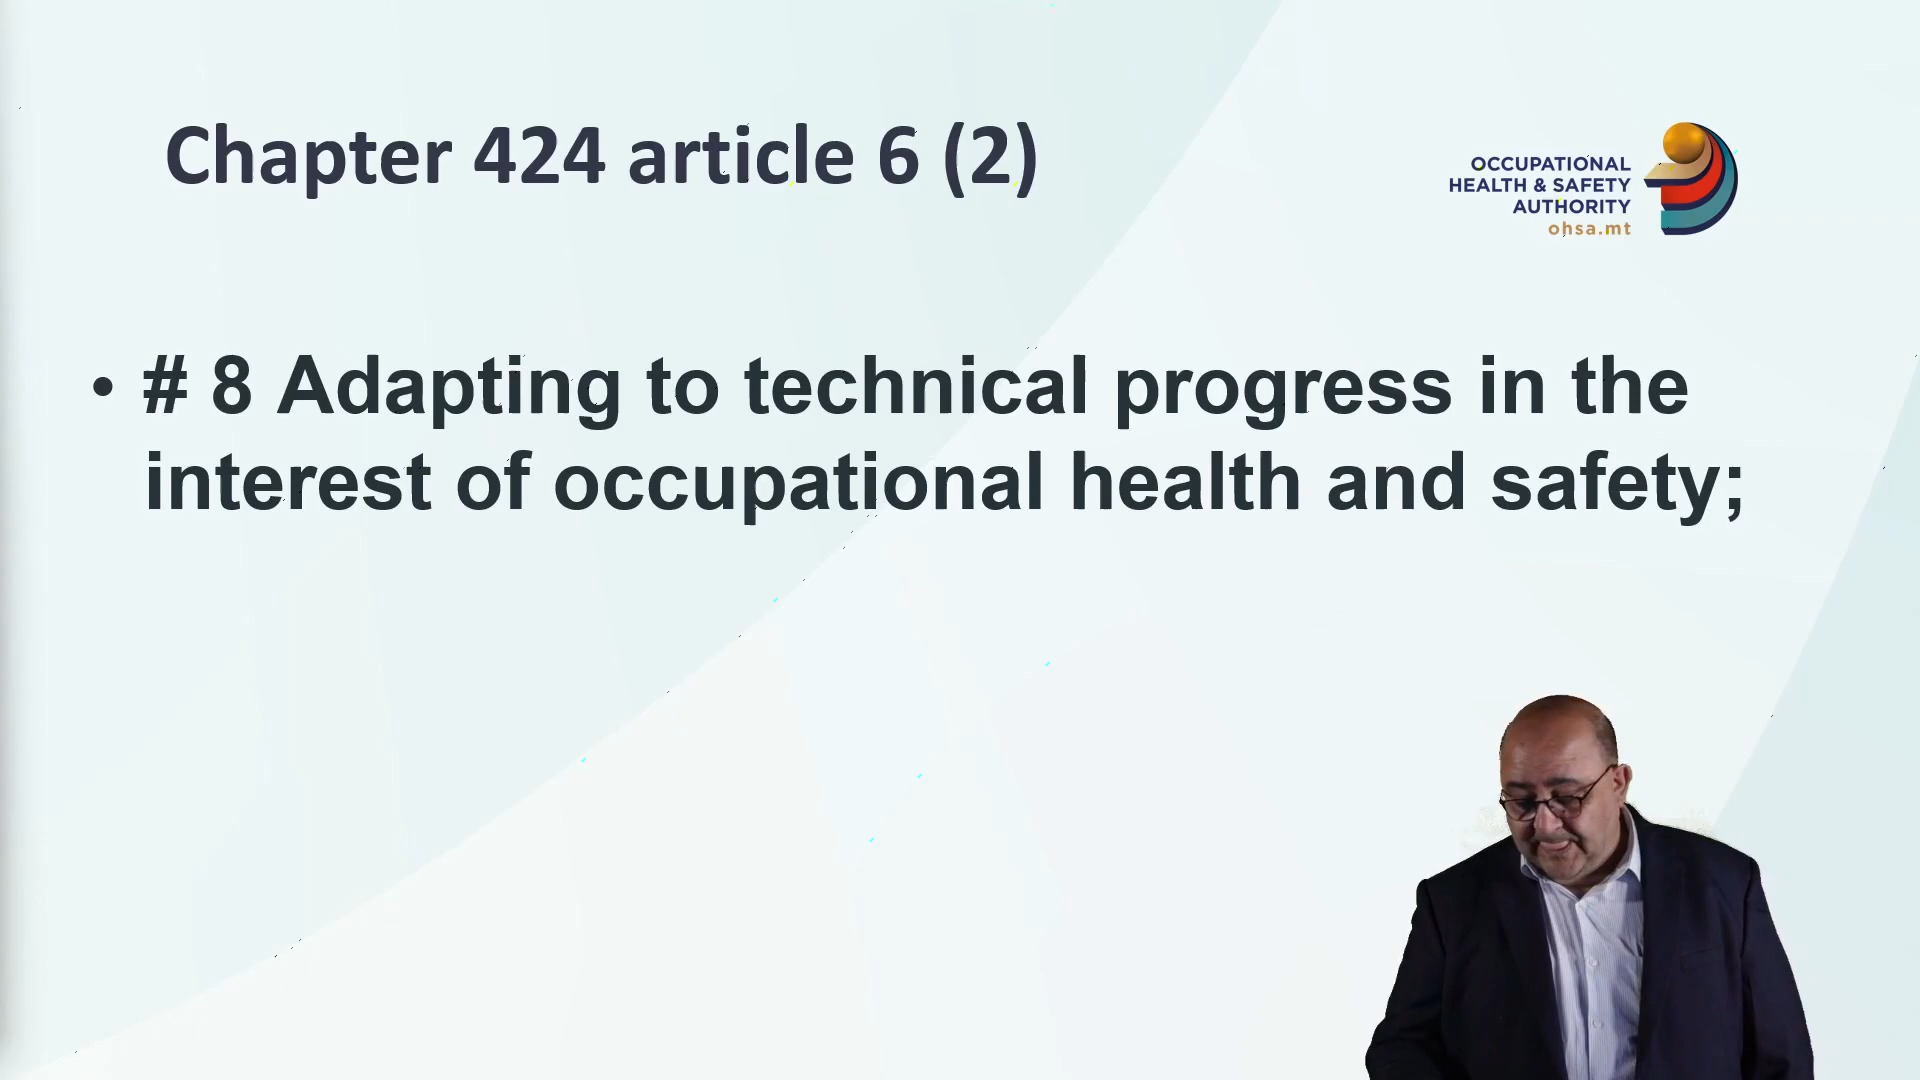 Chapter 424 article 6 (2)
OCCUPATIONAL
HEALTH & SAFETY
AUTHORITY
ohsa.mt
• # 8 Adapting to technical progress in the
interest of occupational health and safety;